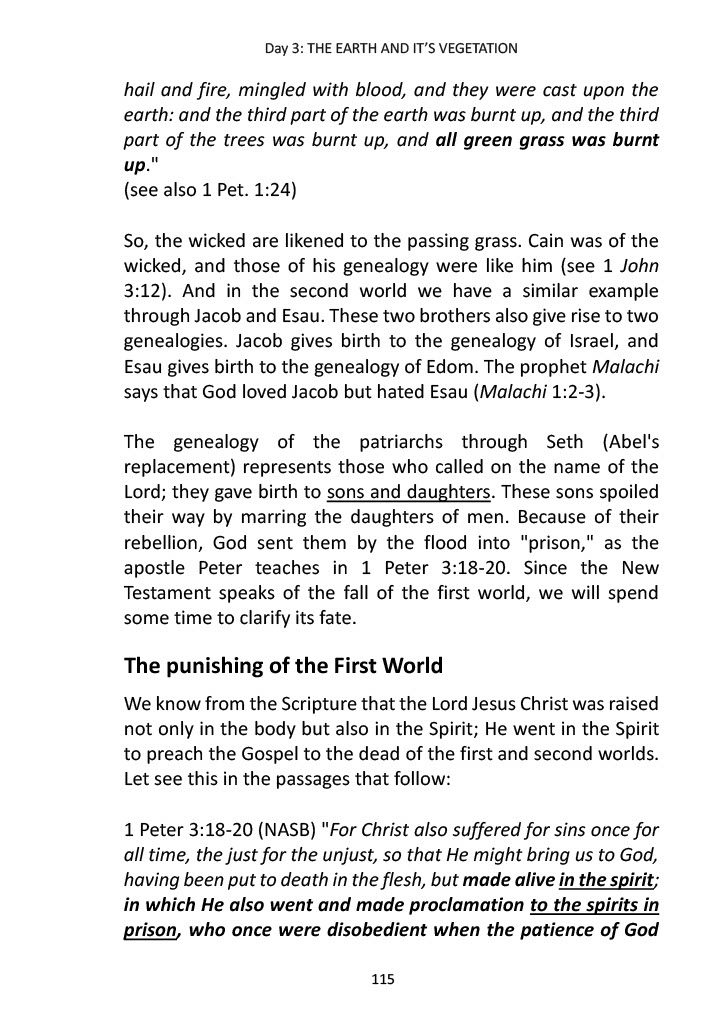 Day 3: THE EARTH AND IT’S VEGETATION
hail and fire, mingled with blood, and they were cast upon the
earth: and the third part of the earth was burnt up, and the third
part of the trees was burnt up, and all green grass was burnt
up."
(see also 1 Pet. 1:24)
So, the wicked are likened to the passing grass. Cain was of the
wicked, and those of his genealogy were like him (see 1 John
3:12). And in the second world we have a similar example
through Jacob and Esau. These two brothers also give rise to two
genealogies. Jacob gives birth to the genealogy of Israel, and
Esau gives birth to the genealogy of Edom. The prophet Malachi
says that God loved Jacob but hated Esau (Malachi 1:2-3).
The genealogy of the patriarchs through Seth (Abel's
replacement) represents those who called on the name of the
Lord; they gave birth to sons and daughters. These sons spoiled
their way by marring the daughters of men. Because of their
rebellion, God sent them by the flood into "prison," as the
apostle Peter teaches in 1 Peter 3:18-20. Since the New
Testament speaks of the fall of the first world, we will spend
some time to clarify its fate.
The punishing of the First World
We know from the Scripture that the Lord Jesus Christ was raised
not only in the body but also in the Spirit; He went in the Spirit
to preach the Gospel to the dead of the first and second worlds.
Let see this in the passages that follow:
1 Peter 3:18-20 (NASB) "For Christ also suffered for sins once for
all time, the just for the unjust, so that He might bring us to God,
having been put to death in the flesh, but made alive in the spirit;
in which He also went and made proclamation to the spirits in
prison, who once were disobedient when the patience of God
115